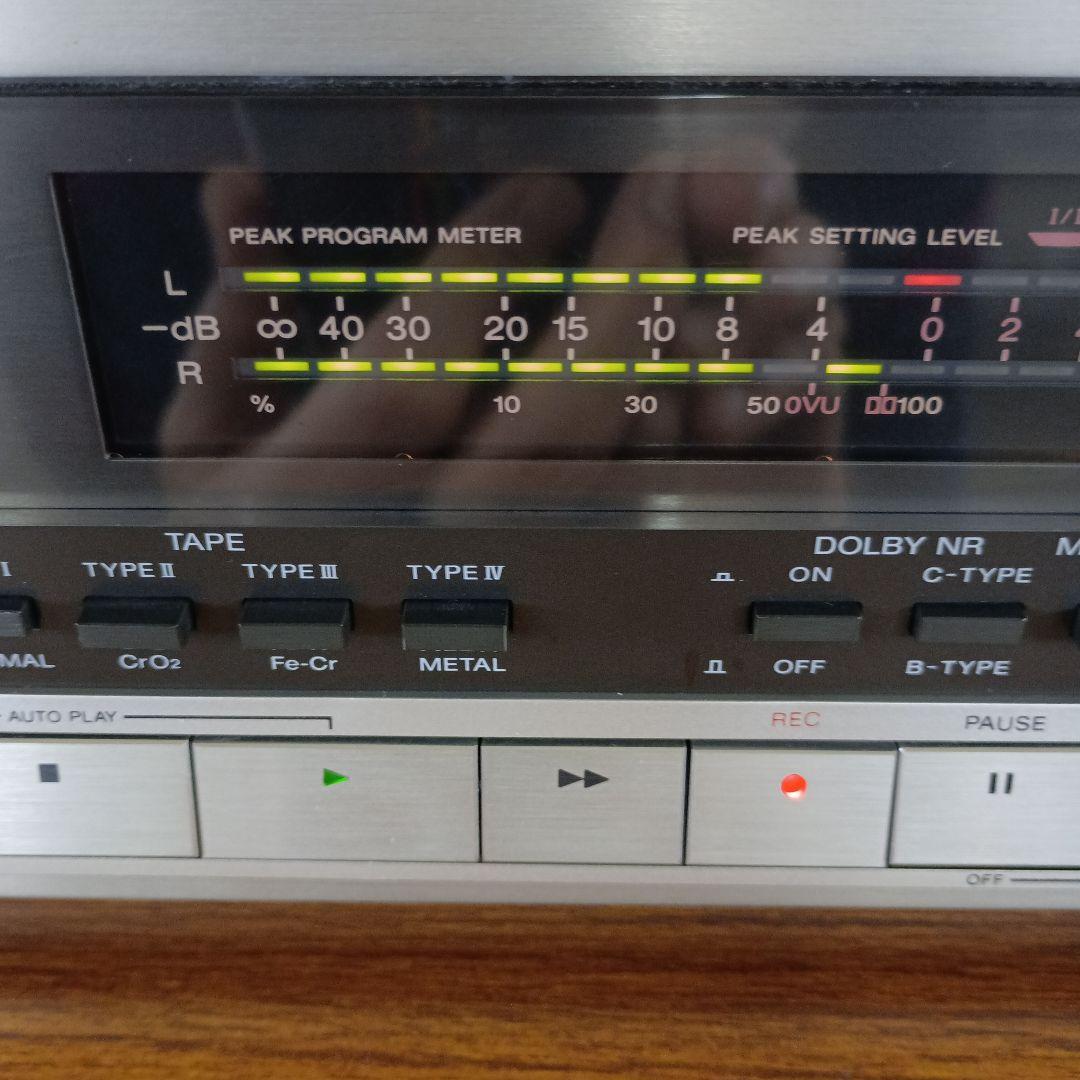 PEAK PROGRAM METER PEAK SETTING LEVEL
L
−dB ∞ 40 30 20 15 10 8 4 0 2
R
% 10 30 50 0VU 100
TAPE DOLBY NR
TYPE II TYPE III TYPE IV ON C-TYPE
CrO2 Fe-Cr METAL OFF B-TYPE
AUTO PLAY REC PAUSE
OFF